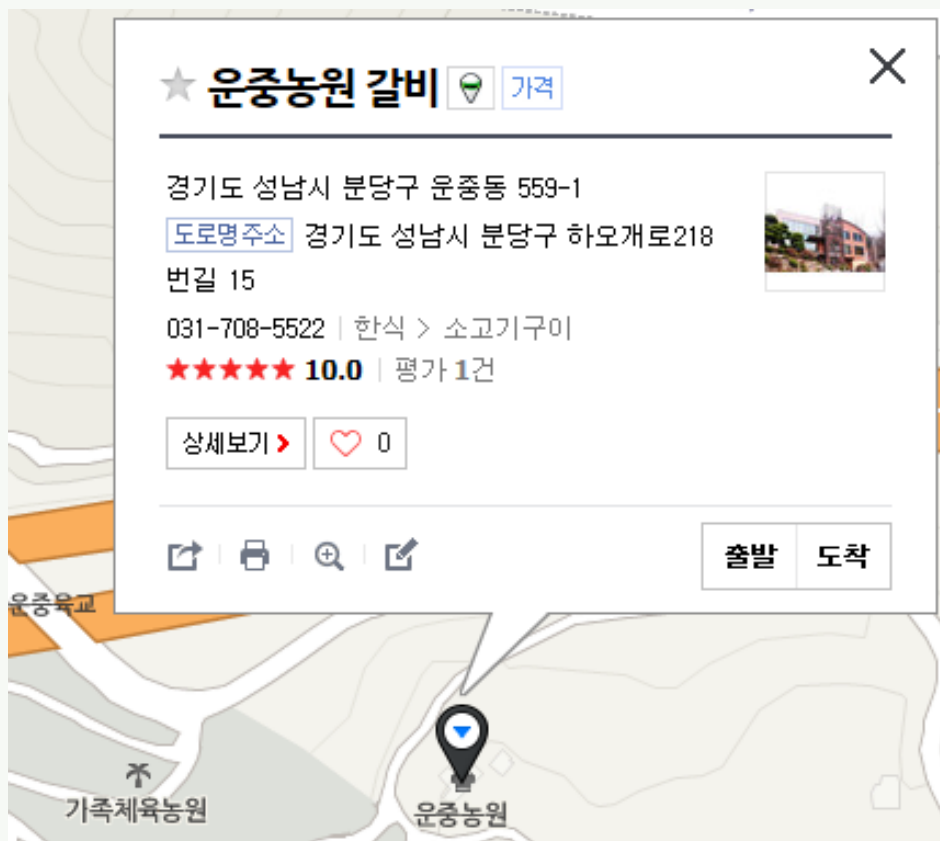 운중농원 갈비 가격
경기도 성남시 분당구 운중동 559-1
도로명주소 경기도 성남시 분당구 하오개로218
번길 15
031-708-5522 한식 > 소고기구이
★★★★★ 10.0 평가 1건
상세보기 > ♡ 0
출발 도착
운중육교
가족체육농원
운중농원